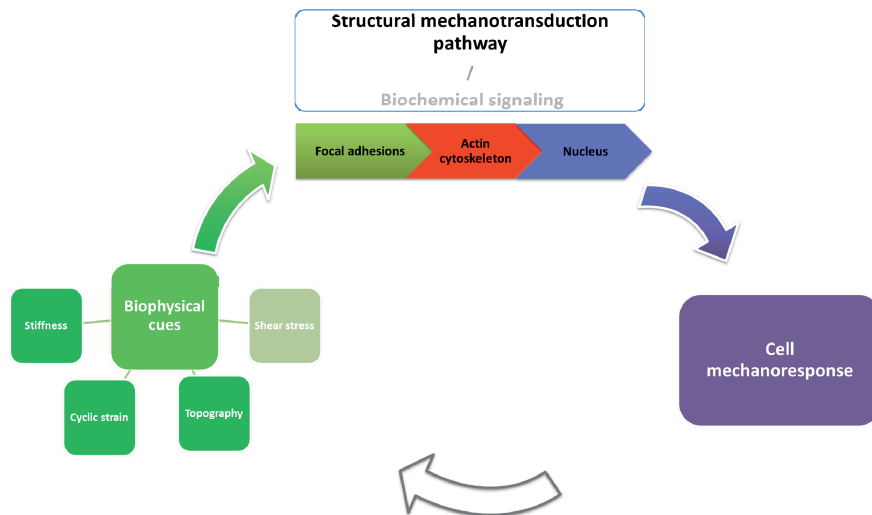 Structural mechanotransduction
pathway
/
Biochemical signaling
Focal adhesions
Actin
cytoskeleton
Nucleus
Biophysical
cues
Stiffness
Shear stress
Cyclic strain
Topography
Cell
mechanoresponse